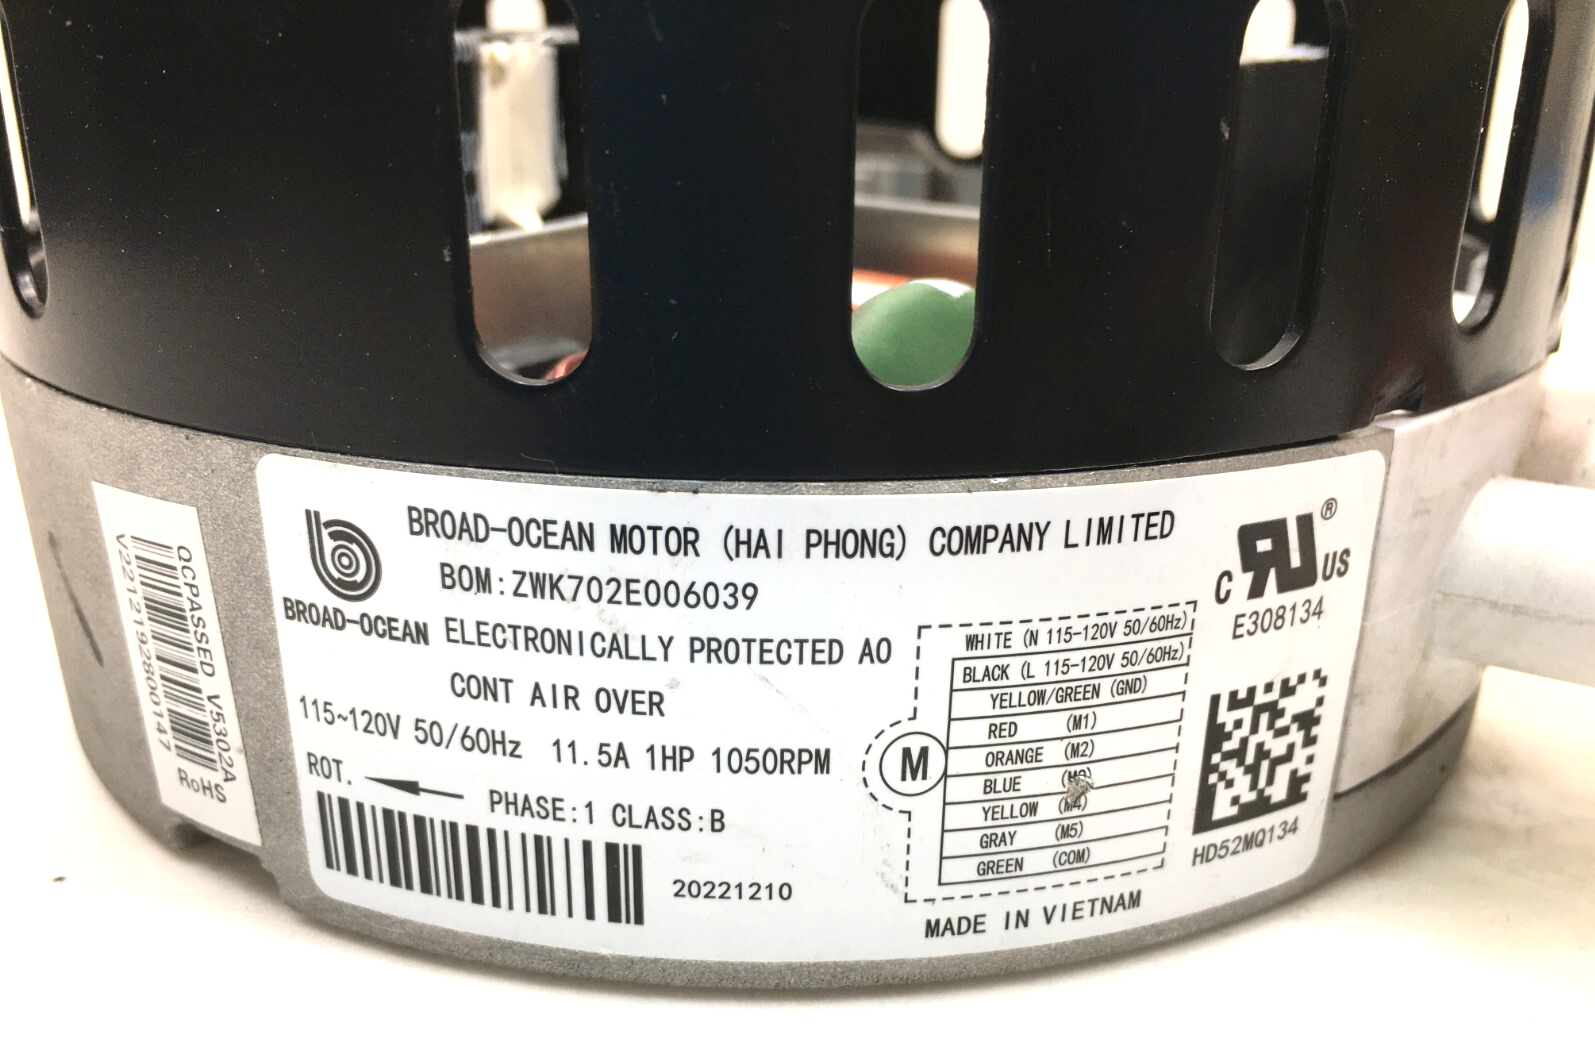 BROAD-OCEAN MOTOR (HAI PHONG) COMPANY LIMITED
BOM:ZWK702E006039
BROAD-OCEAN
ELECTRONICALLY PROTECTED AO
CONT AIR OVER
115~120V 50/60Hz 11.5A 1HP 1050RPM
ROT.
PHASE:1 CLASS:B
20221210
WHITE (N 115-120V 50/60Hz)
BLACK (L 115-120V 50/60Hz)
YELLOW/GREEN (GND)
RED (M1)
ORANGE (M2)
BLUE
YELLOW (M4)
GRAY (M5)
GREEN (COM)
M
MADE IN VIETNAM
®
c RU US
E308134
HD52MQ134
QCPASSED V5302A
V2212192800147
RoHS